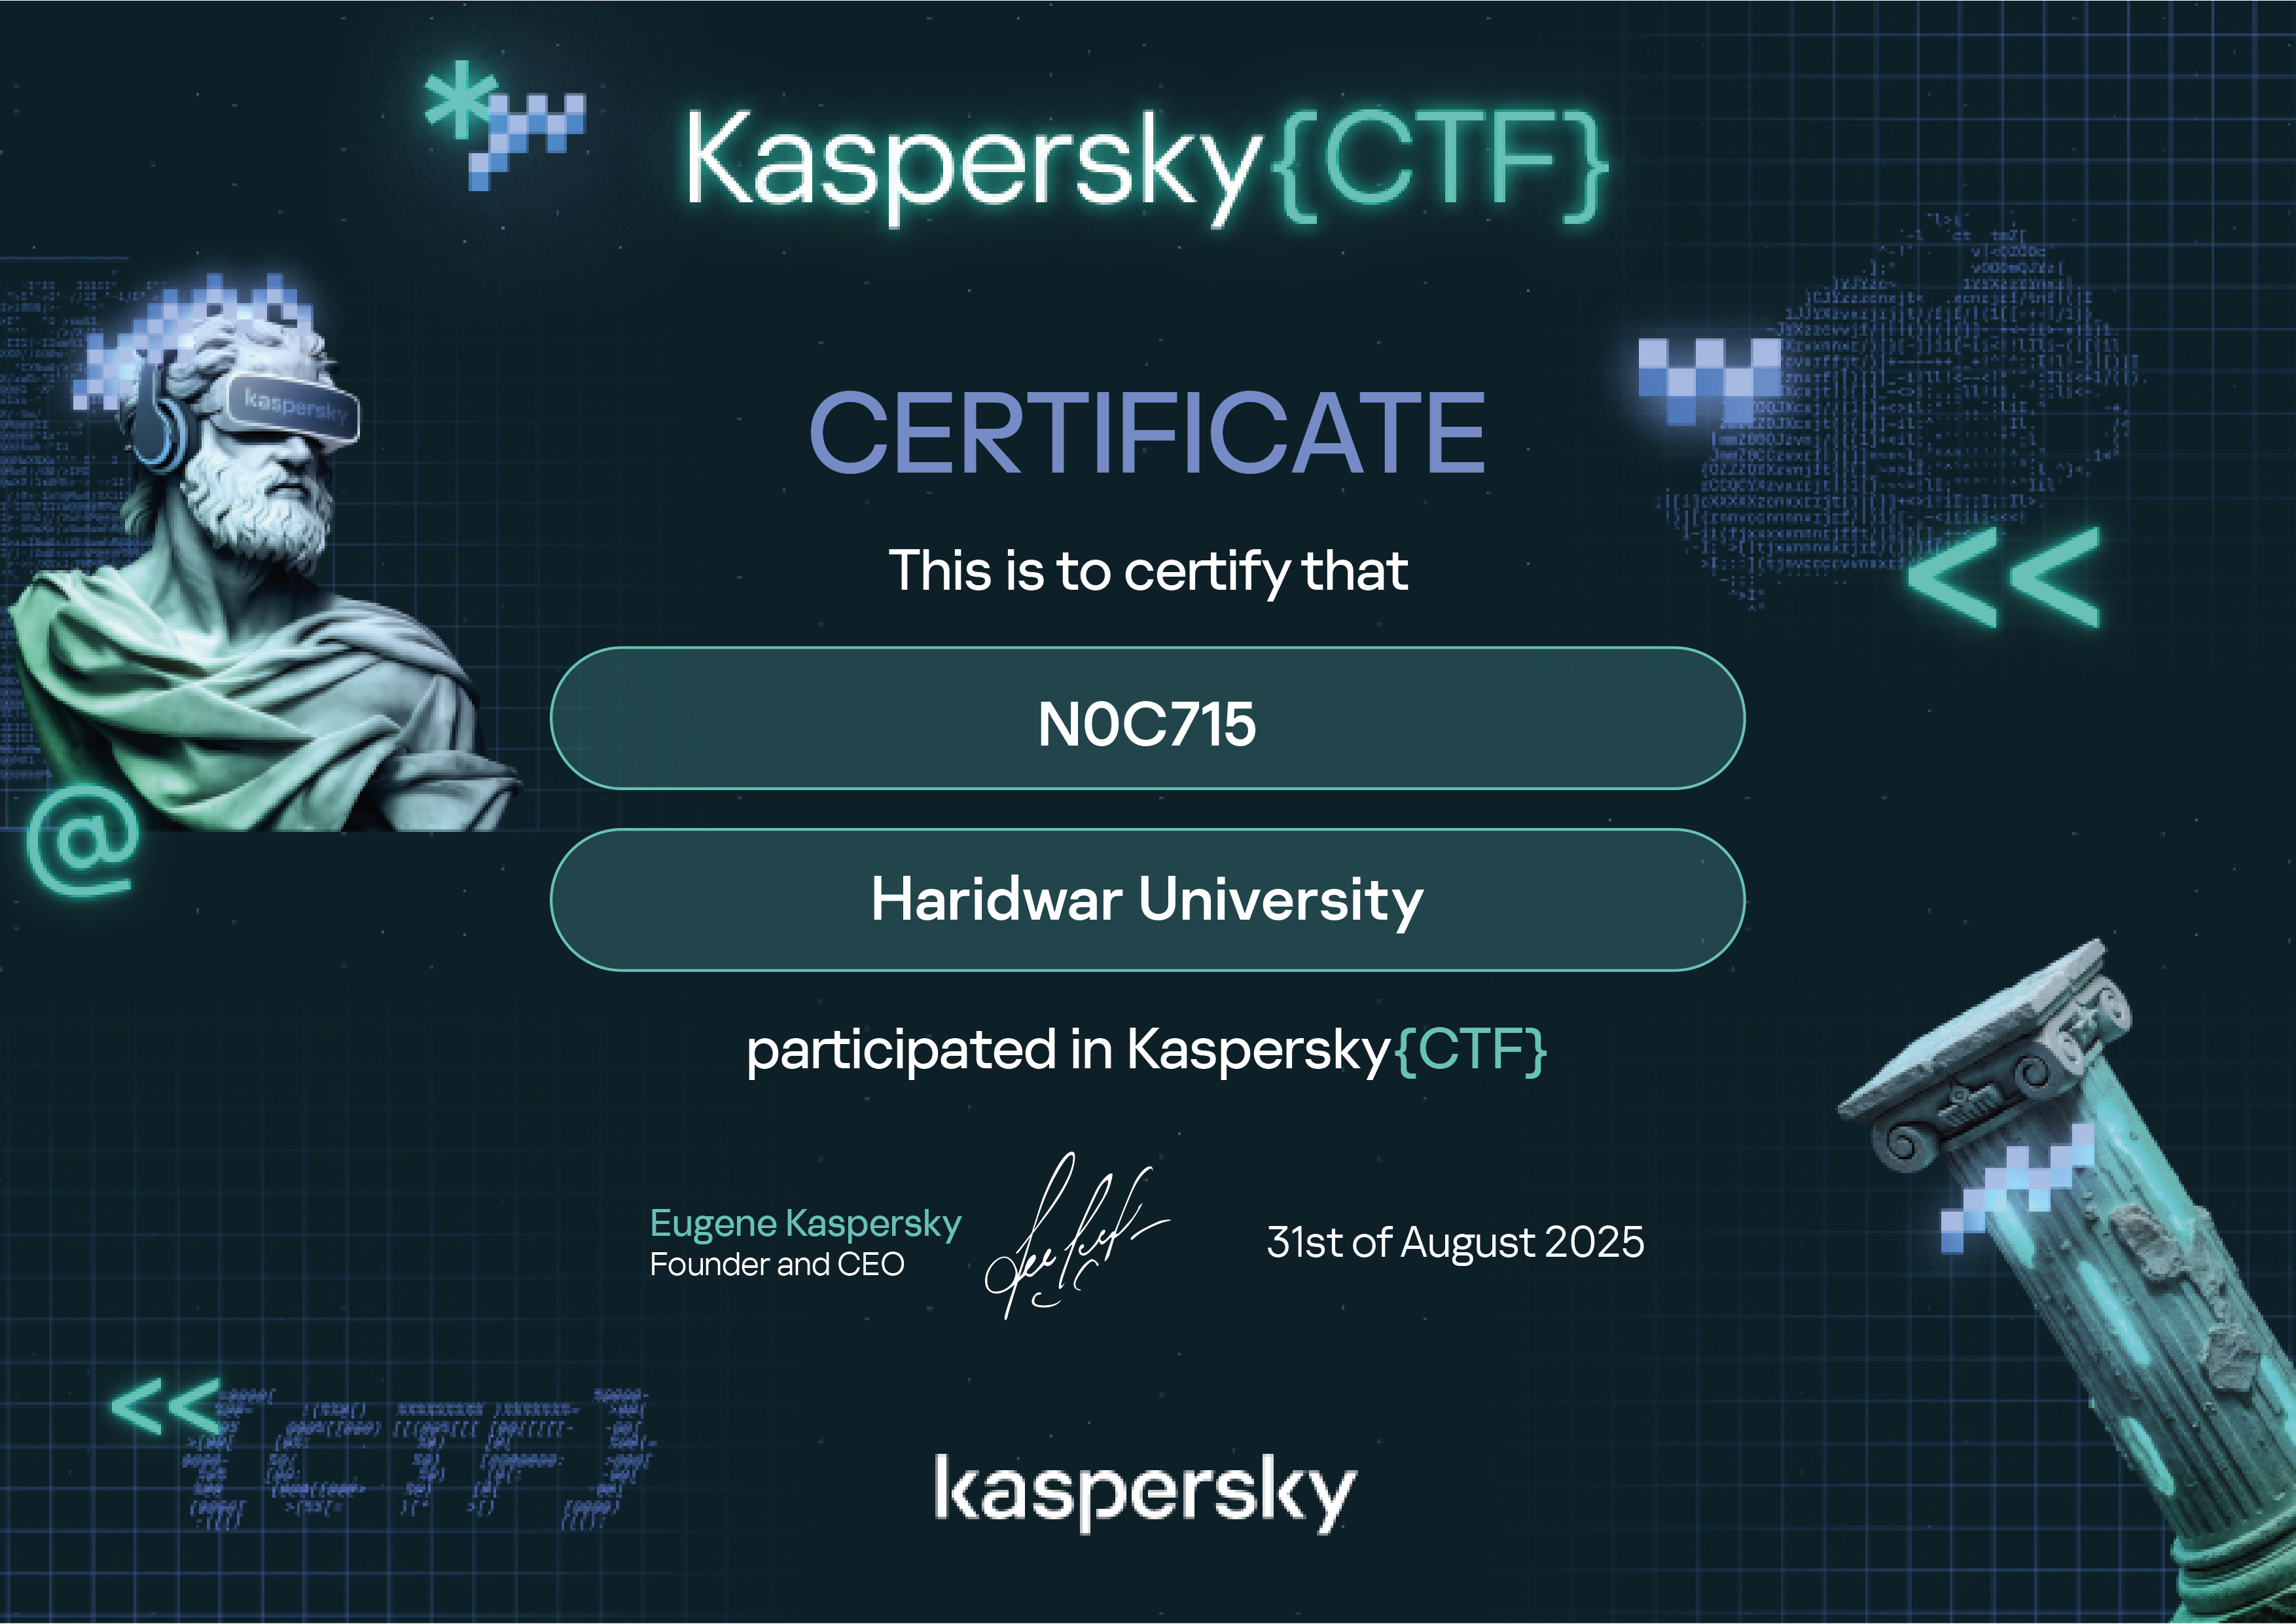 Kaspersky{CTF}
kaspersky
CERTIFICATE
This is to certify that
<<
N0C715
@
Haridwar University
participated in Kaspersky{CTF}
Eugene Kaspersky
Founder and CEO
31st of August 2025
<<
{CTF}
kaspersky